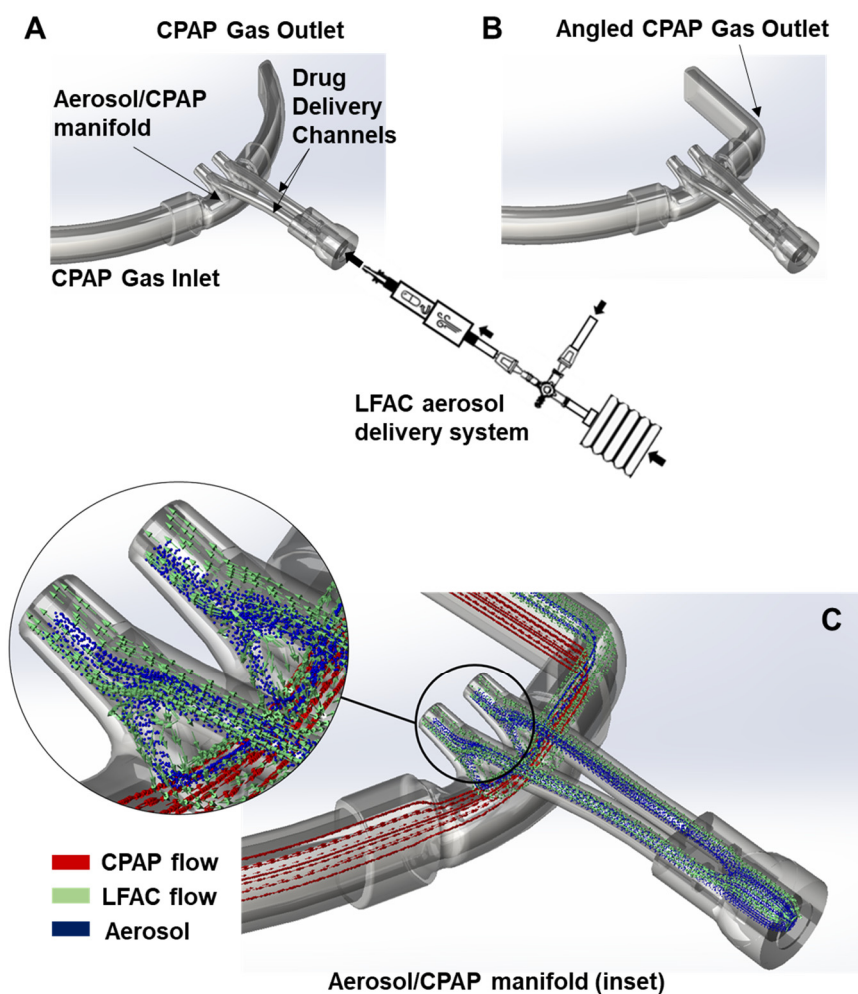 A
CPAP Gas Outlet
Drug
Delivery
Channels
Aerosol/CPAP
manifold
CPAP Gas Inlet
B
Angled CPAP Gas Outlet
LFAC aerosol
delivery system
C
CPAP flow
LFAC flow
Aerosol
Aerosol/CPAP manifold (inset)